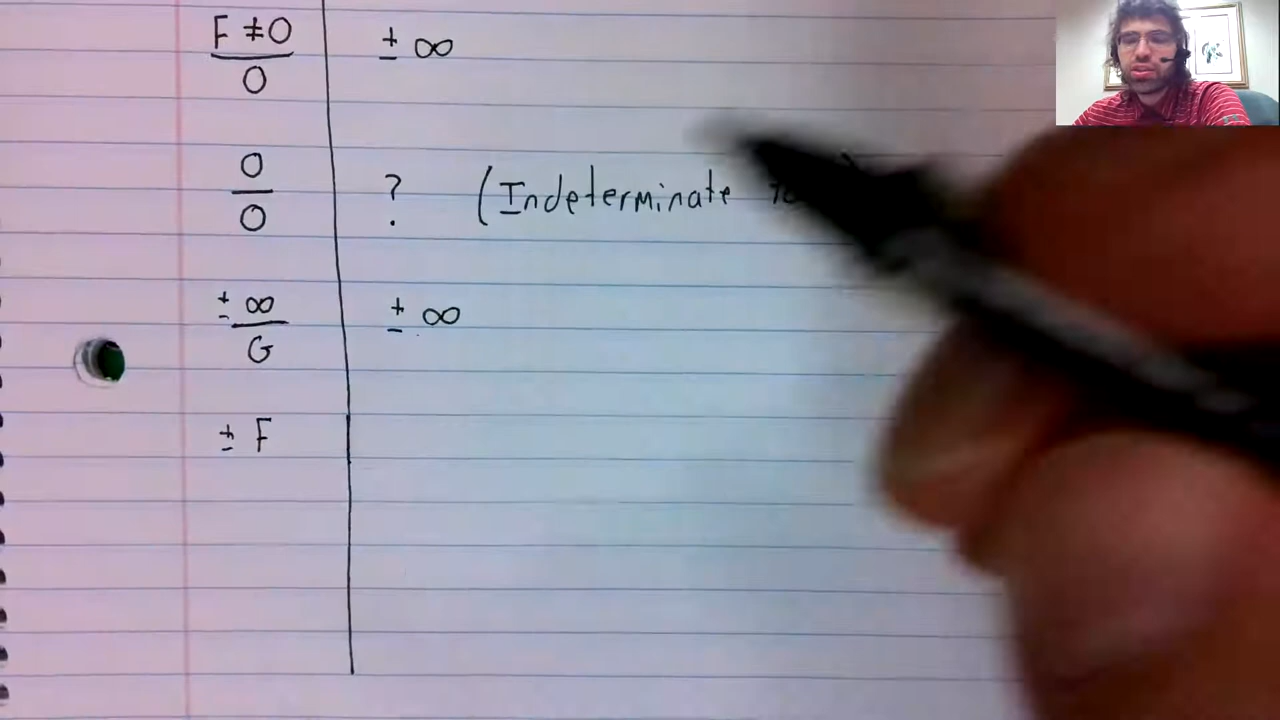 F ≠ 0 / 0 ± ∞
0 / 0 ? (Indeterminate
± ∞ / G ± ∞
± F